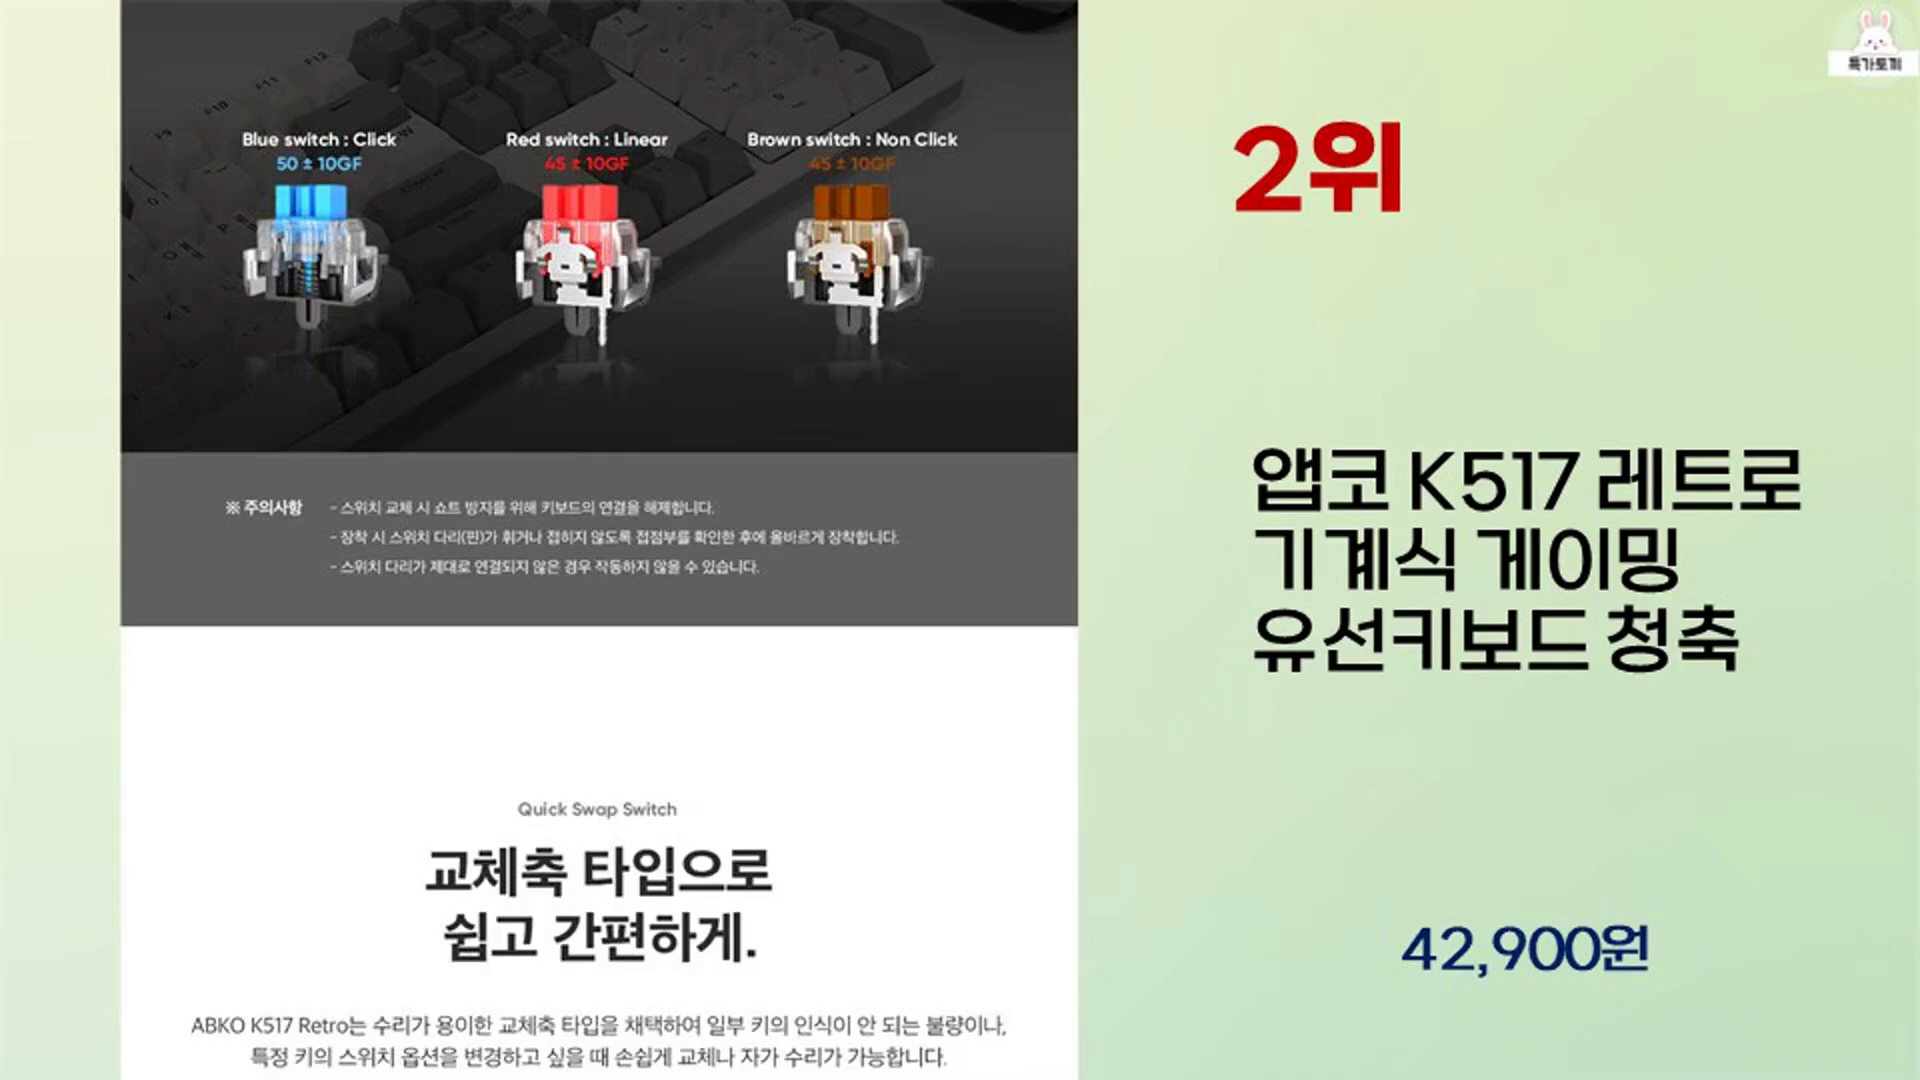 특가토끼
2위
Blue switch : Click
50 ± 10GF
Red switch : Linear
45 ± 10GF
Brown switch : Non Click
45 ± 10GF
※ 주의사항
- 스위치 교체 시 쇼트 방지를 위해 키보드의 연결을 해제합니다.
- 장착 시 스위치 다리(핀)가 휘거나 접히지 않도록 접점부를 확인한 후에 올바르게 장착합니다.
- 스위치 다리가 제대로 연결되지 않은 경우 작동하지 않을 수 있습니다.
앱코 K517 레트로
기계식 게이밍
유선키보드 청축
Quick Swap Switch
교체축 타입으로
쉽고 간편하게.
42,900원
ABKO K517 Retro는 수리가 용이한 교체축 타입을 채택하여 일부 키의 인식이 안 되는 불량이나,
특정 키의 스위치 옵션을 변경하고 싶을 때 손쉽게 교체나 자가 수리가 가능합니다.